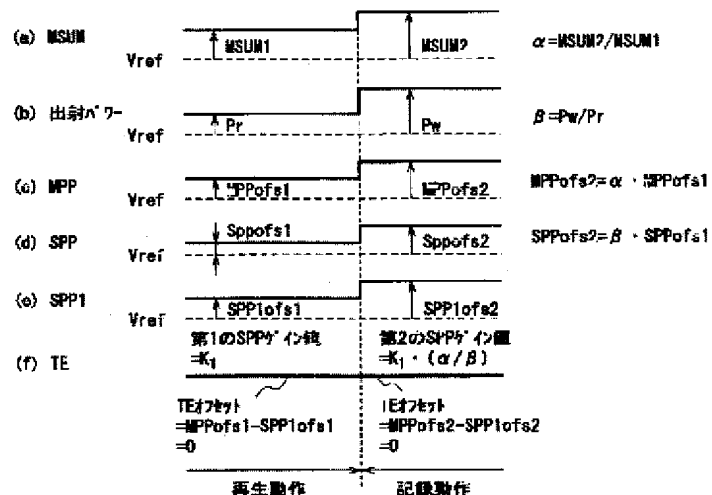 (a) MSUM
Vref
MSUM1
MSUM2
α=MSUM2/MSUM1
(b) 出射パワー
Vref
Pr
Pw
β=Pw/Pr
(c) MPP
Vref
MPPofs1
MPPofs2
MPPofs2=α・MPPofs1
(d) SPP
Vref
Sppofs1
Sppofs2
SPPofs2=β・SPPofs1
(e) SPP1
Vref
SPP1ofs1
SPP1ofs2
(f) TE
第1のSPPゲイン値
=K₁
第2のSPPゲイン値
=K₁・(α/β)
TEオフセット
=MPPofs1-SPP1ofs1
=0
TEオフセット
=MPPofs2-SPP1ofs2
=0
再生動作
記録動作